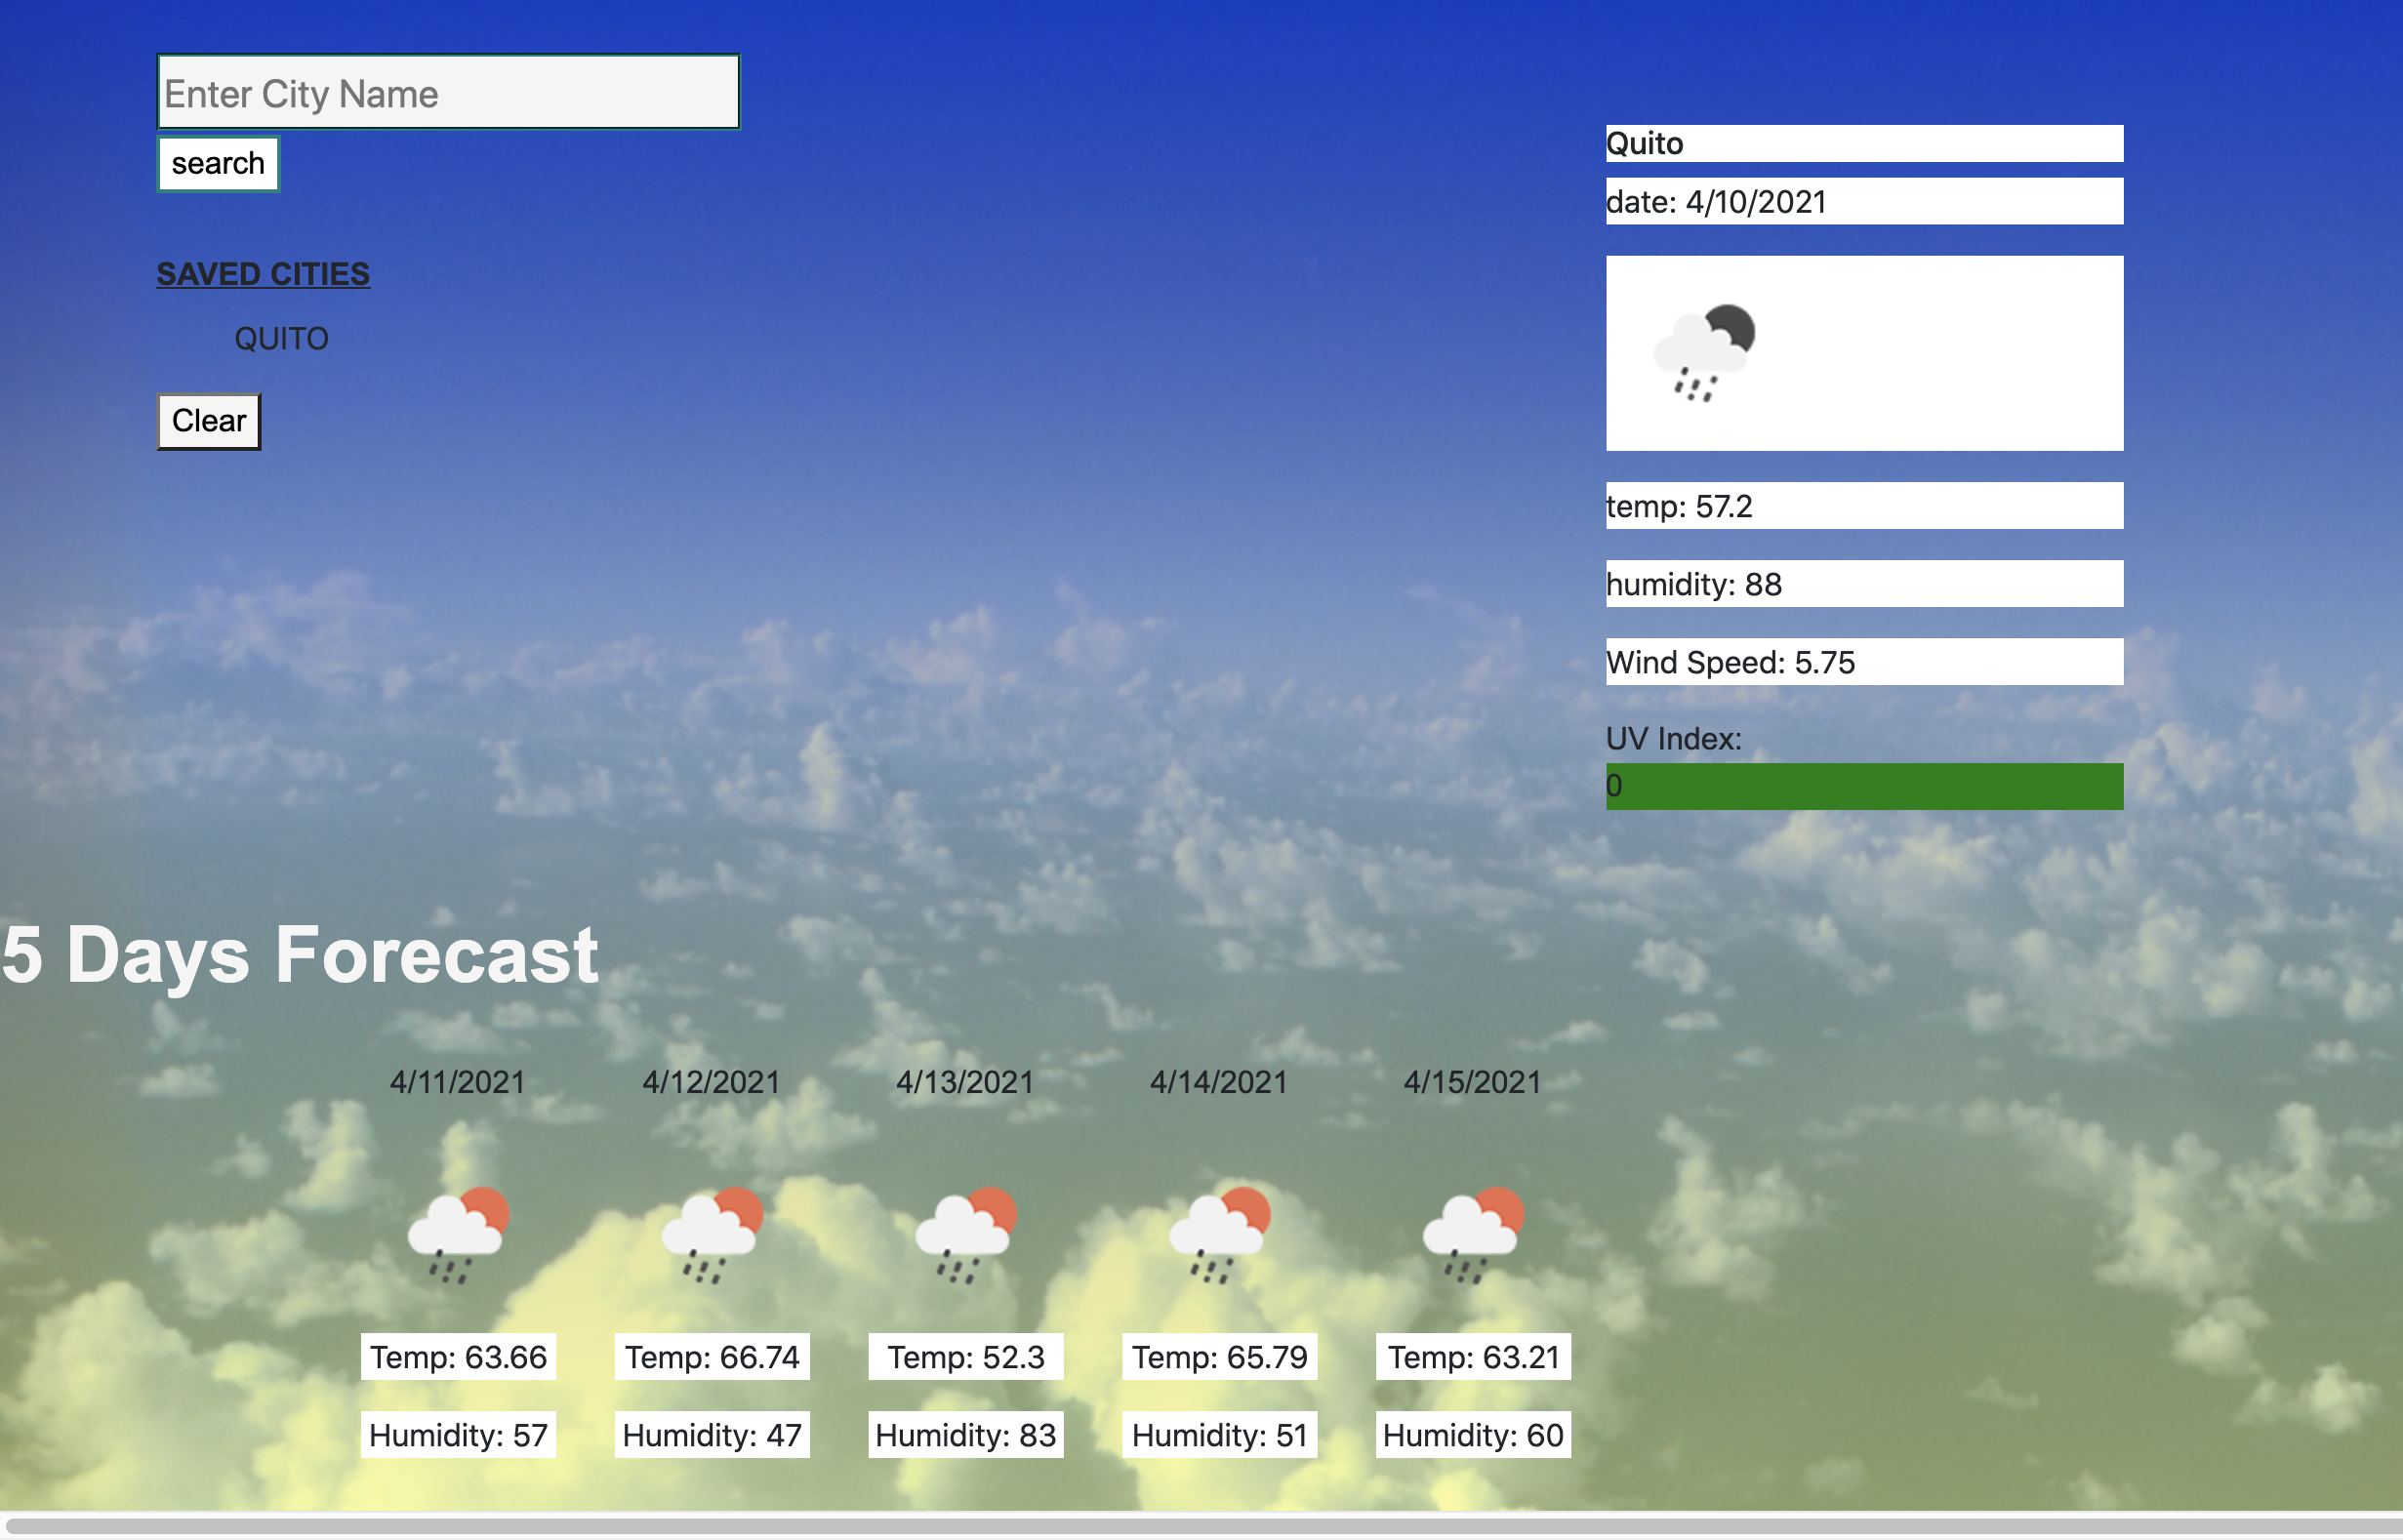 Enter City Name
search
SAVED CITIES
QUITO
Clear
Quito
date: 4/10/2021
temp: 57.2
humidity: 88
Wind Speed: 5.75
UV Index:
0
5 Days Forecast
4/11/2021 4/12/2021 4/13/2021 4/14/2021 4/15/2021
Temp: 63.66 Temp: 66.74 Temp: 52.3 Temp: 65.79 Temp: 63.21
Humidity: 57 Humidity: 47 Humidity: 83 Humidity: 51 Humidity: 60